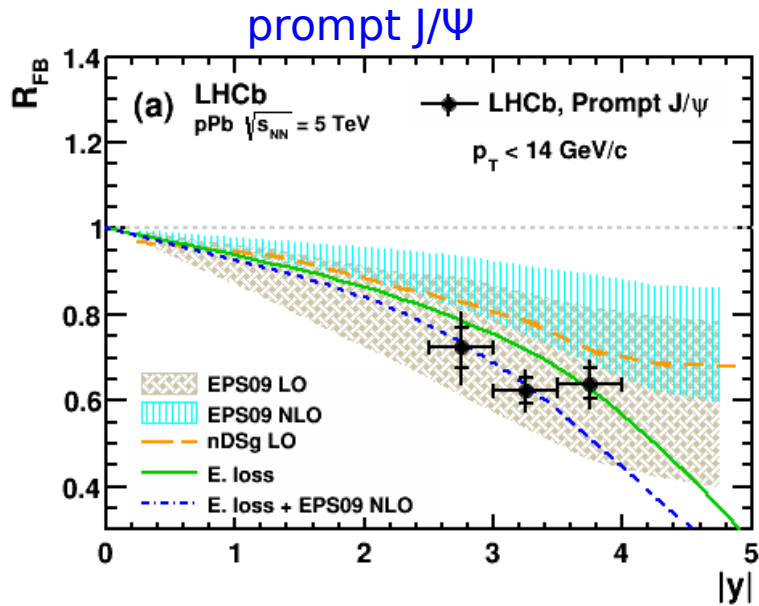 prompt J/Ψ
R_FB
1.4
1.2
1
0.8
0.6
0.4
(a) LHCb
pPb √s_NN = 5 TeV
LHCb, Prompt J/ψ
p_T < 14 GeV/c
EPS09 LO
EPS09 NLO
nDSg LO
E. loss
E. loss + EPS09 NLO
0 1 2 3 4 5
|y|